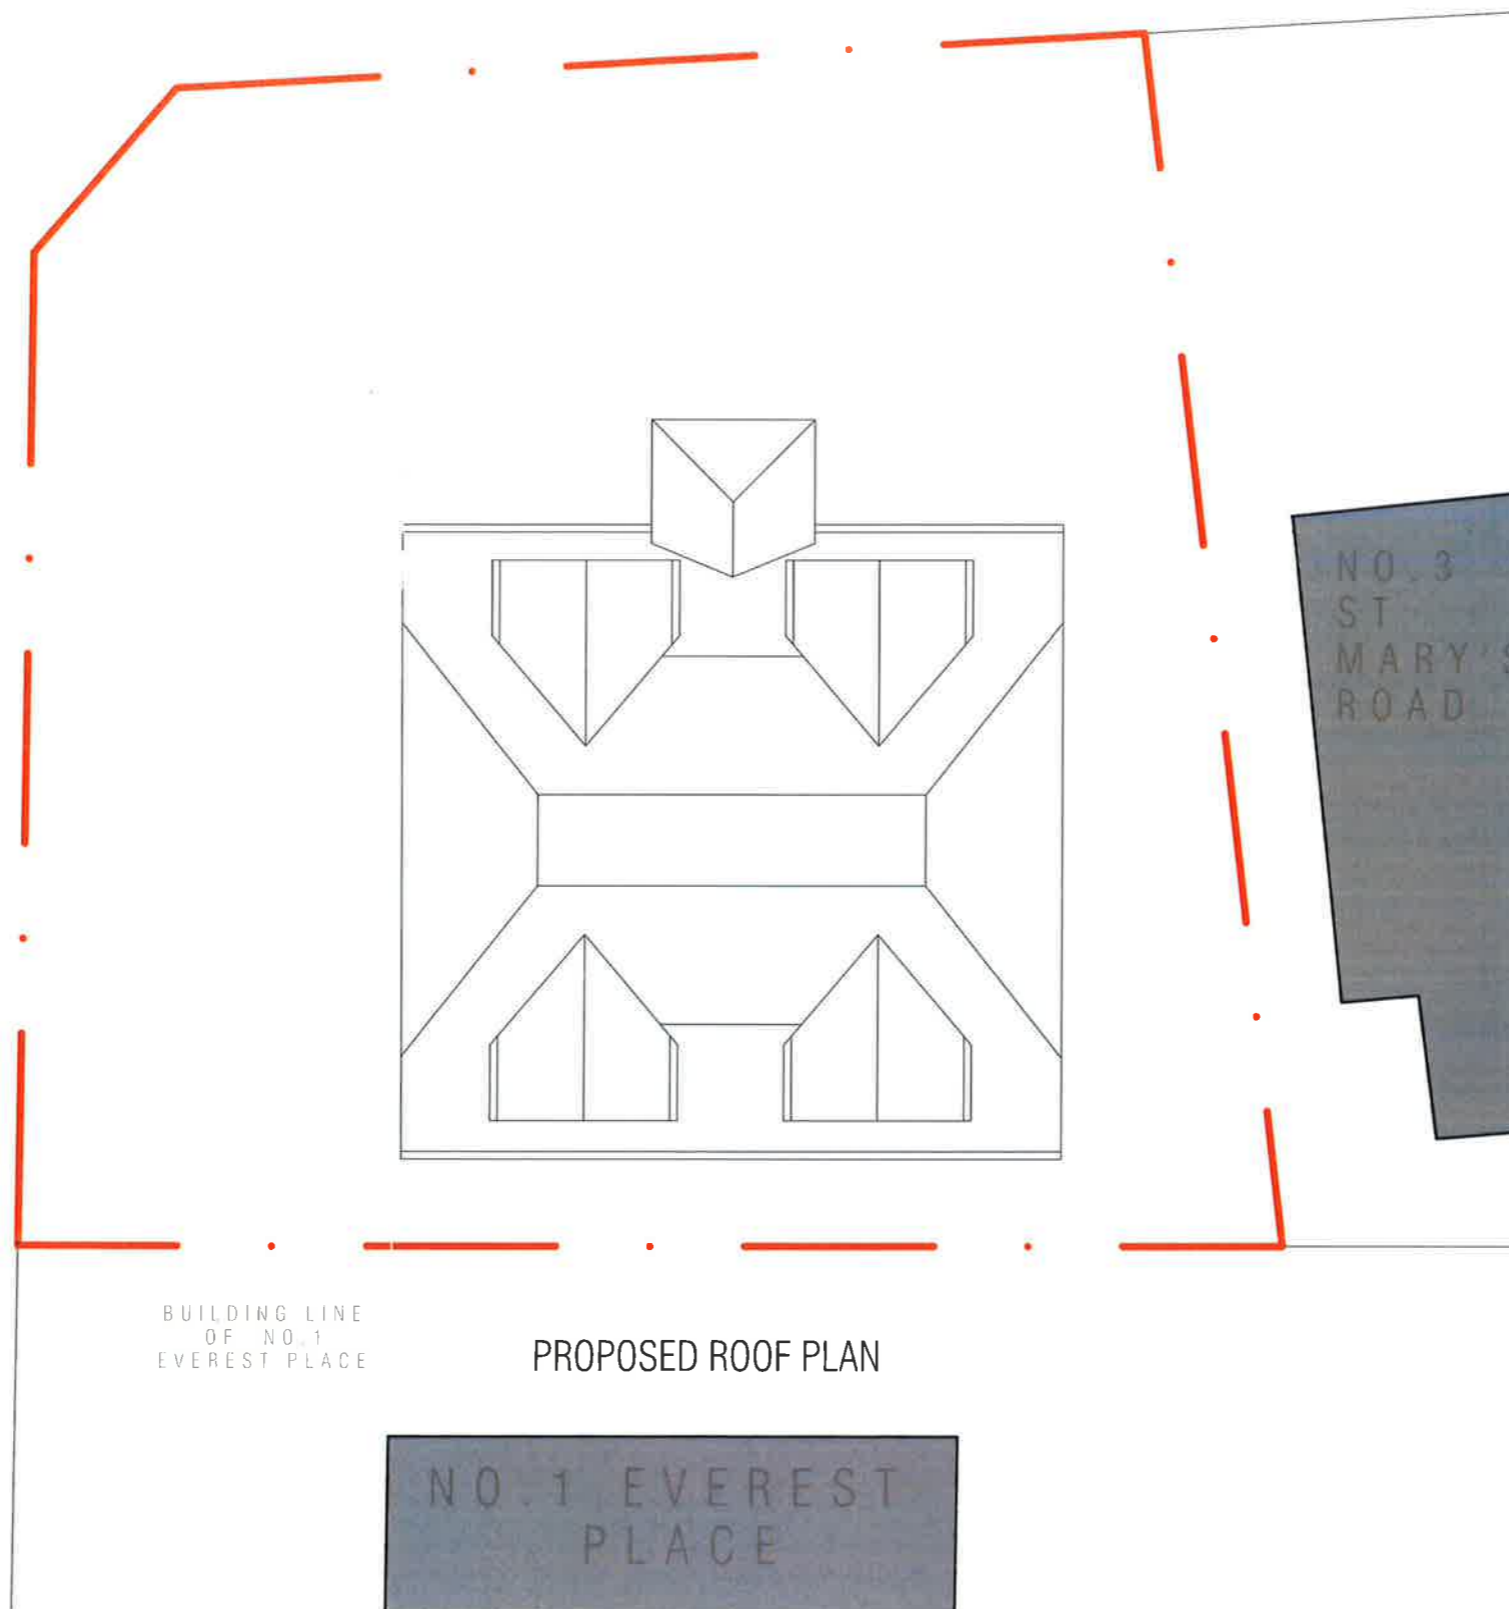 NO.3
ST
MARY'S
ROAD
BUILDING LINE
OF NO.1
EVEREST PLACE
PROPOSED ROOF PLAN
NO.1 EVEREST
PLACE